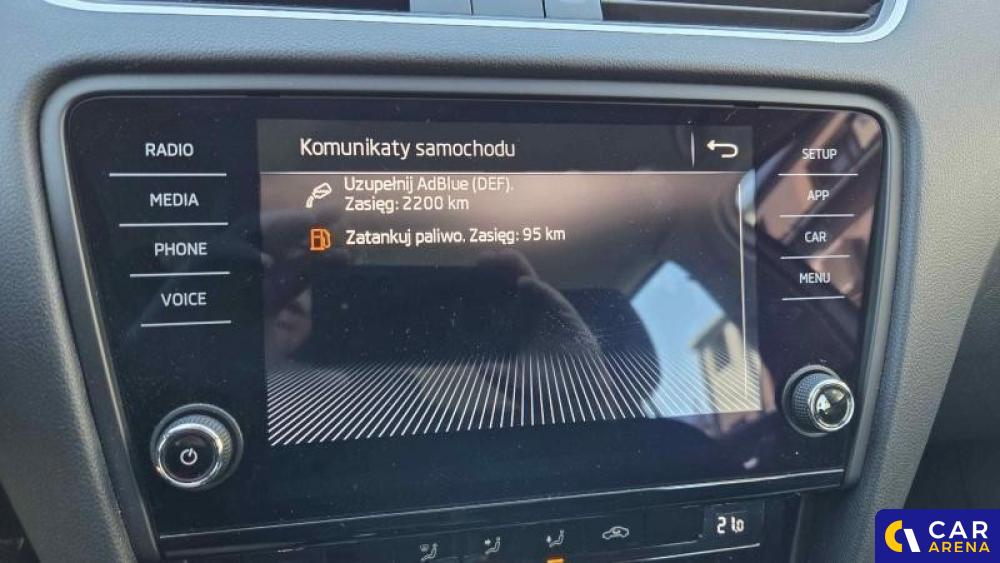 Komunikaty samochodu
RADIO
MEDIA
PHONE
VOICE
Uzupełnij AdBlue (DEF).
Zasięg: 2200 km
Zatankuj paliwo. Zasięg: 95 km
SETUP
APP
CAR
MENU
21.0
CAR
ARENA